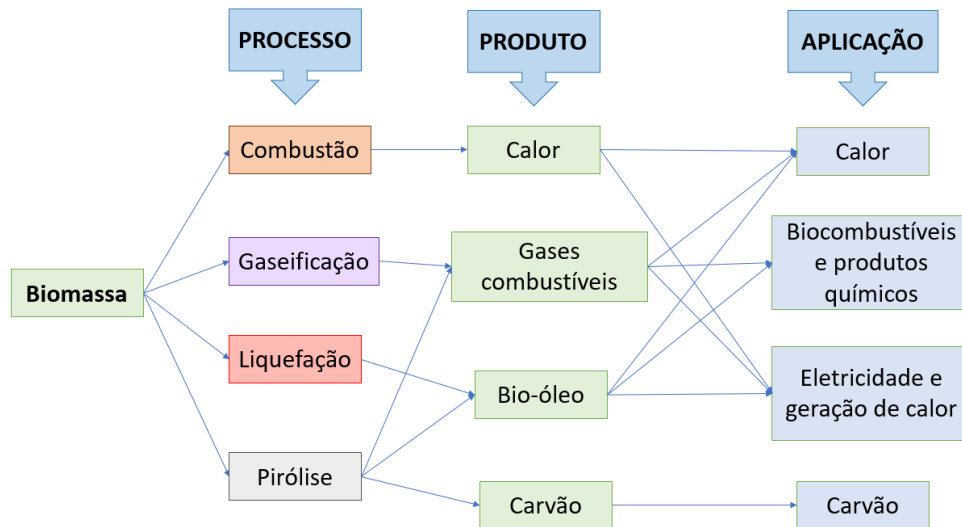 PROCESSO
PRODUTO
APLICAÇÃO
Combustão
Calor
Calor
Gaseificação
Gases
combustíveis
Biocombustíveis
e produtos
químicos
Biomassa
Liquefação
Bio-óleo
Eletricidade e
geração de calor
Pirólise
Carvão
Carvão